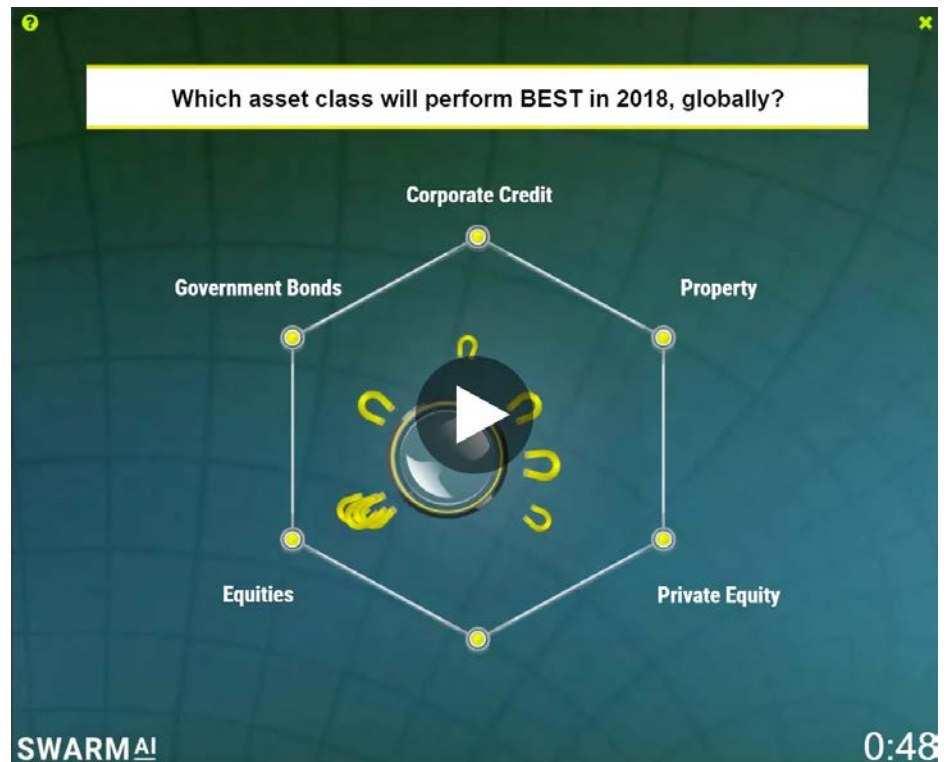 ?
Which asset class will perform BEST in 2018, globally?
Corporate Credit
Government Bonds
Property
Equities
Private Equity
SWARM AI
0:48